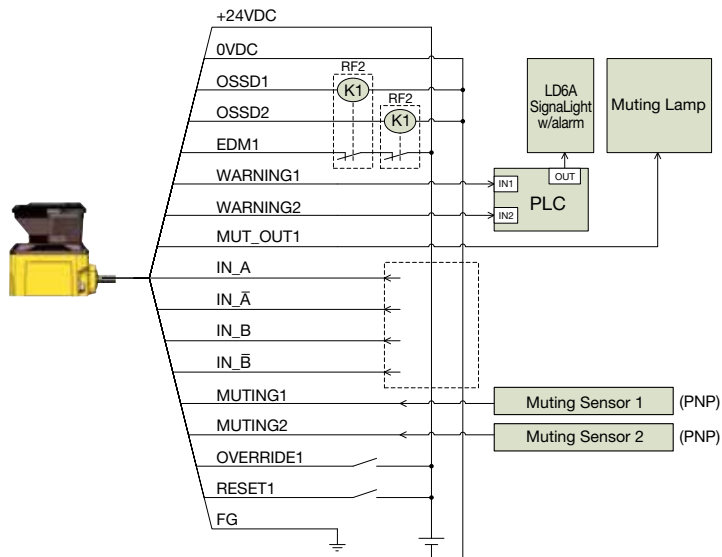 +24VDC
0VDC
OSSD1
OSSD2
EDM1
WARNING1
WARNING2
MUT_OUT1
IN_A
IN_A̅
IN_B
IN_B̅
MUTING1
MUTING2
OVERRIDE1
RESET1
FG
RF2
K1
RF2
K1
LD6A
SignaLight
w/alarm
Muting Lamp
OUT
IN1
IN2
PLC
Muting Sensor 1 (PNP)
Muting Sensor 2 (PNP)